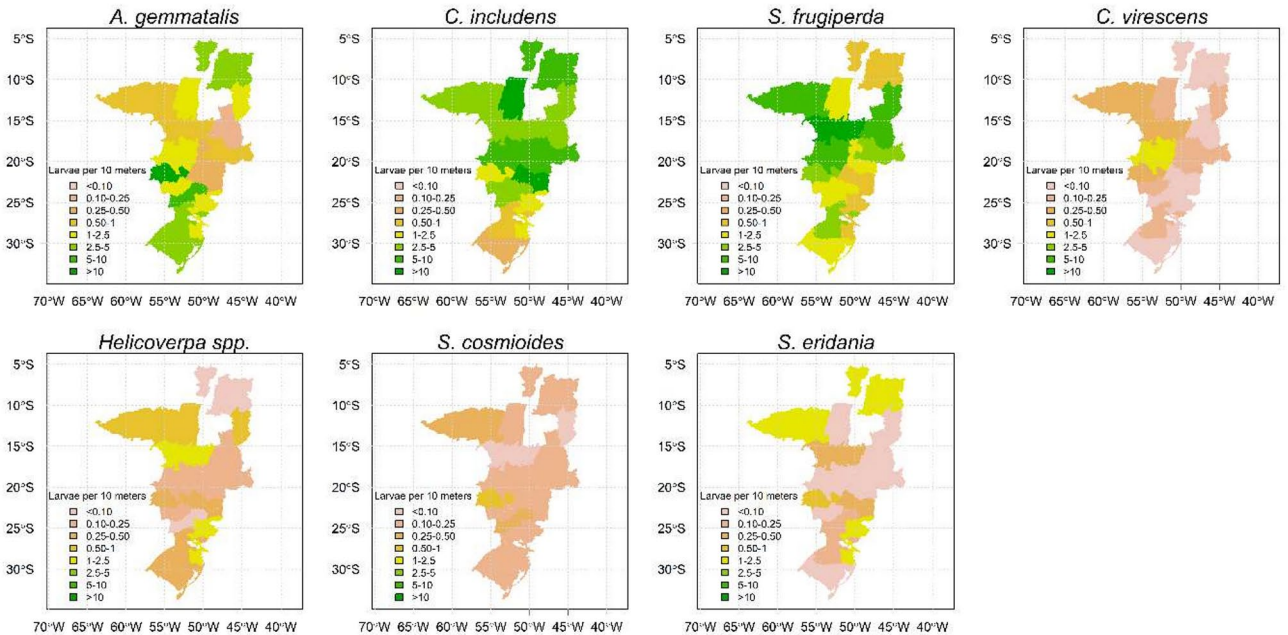 A. gemmatalis
5°S
10°S
15°S
20°S
25°S
30°S
Larvae per 10 meters
<0.10
0.10-0.25
0.25-0.50
0.50-1
1-2.5
2.5-5
5-10
>10
70°W 65°W 60°W 55°W 50°W 45°W 40°W
C. includens
5°S
10°S
15°S
20°S
25°S
30°S
Larvae per 10 meters
<0.10
0.10-0.25
0.25-0.50
0.50-1
1-2.5
2.5-5
5-10
>10
70°W 65°W 60°W 55°W 50°W 45°W 40°W
S. frugiperda
5°S
10°S
15°S
20°S
25°S
30°S
Larvae per 10 meters
<0.10
0.10-0.25
0.25-0.50
0.50-1
1-2.5
2.5-5
5-10
>10
70°W 65°W 60°W 55°W 50°W 45°W 40°W
C. virescens
5°S
10°S
15°S
20°S
25°S
30°S
Larvae per 10 meters
<0.10
0.10-0.25
0.25-0.50
1-2.5
2.5-5
5-10
>10
70°W 65°W 60°W 55°W 50°W 45°W 40°W
Helicoverpa spp.
5°S
10°S
15°S
20°S
25°S
30°S
Larvae per 10 meters
<0.10
0.10-0.25
0.25-0.50
0.50-1
1-2.5
2.5-5
5-10
>10
70°W 65°W 60°W 55°W 50°W 45°W 40°W
S. cosmioides
5°S
10°S
15°S
20°S
25°S
30°S
Larvae per 10 meters
<0.10
0.10-0.25
0.25-0.50
0.50-1
1-2.5
2.5-5
5-10
>10
70°W 65°W 60°W 55°W 50°W 45°W 40°W
S. eridania
5°S
10°S
15°S
20°S
25°S
30°S
Larvae per 10 meters
<0.10
0.10-0.25
0.25-0.50
0.50-1
1-2.5
2.5-5
5-10
>10
70°W 65°W 60°W 55°W 50°W 45°W 40°W